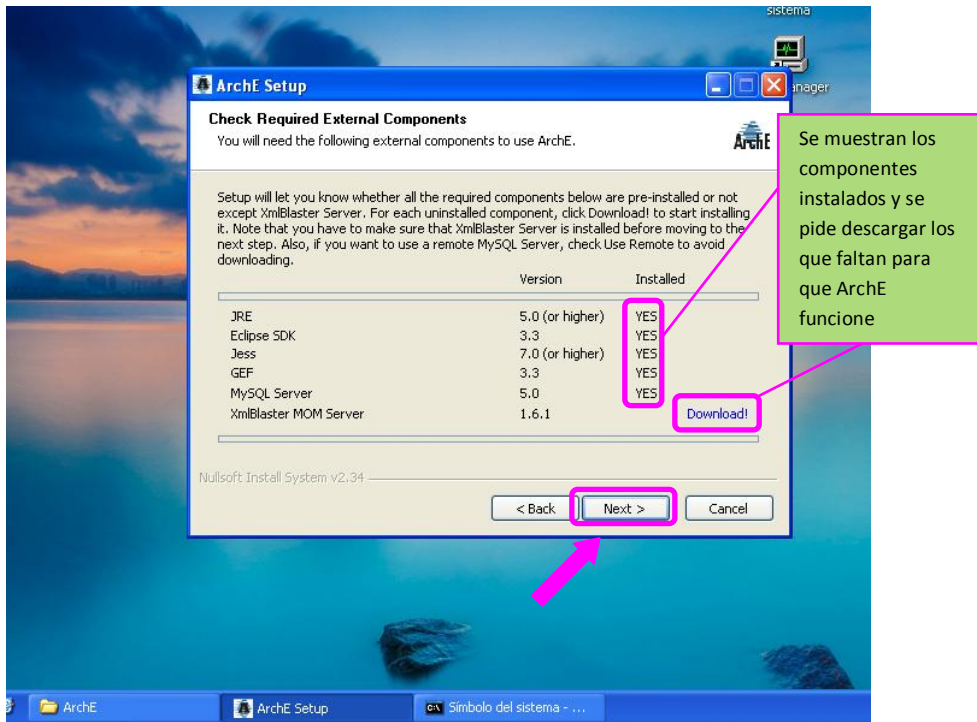 sistema
anager
ArchE Setup
Check Required External Components
You will need the following external components to use ArchE.
ArchE
Se muestran los
componentes
instalados y se
pide descargar los
que faltan para
que ArchE
funcione
Setup will let you know whether all the required components below are pre-installed or not
except XmlBlaster Server. For each uninstalled component, click Download! to start installing
it. Note that you have to make sure that XmlBlaster Server is installed before moving to the
next step. Also, if you want to use a remote MySQL Server, check Use Remote to avoid
downloading.
Version Installed
JRE 5.0 (or higher) YES
Eclipse SDK 3.3 YES
Jess 7.0 (or higher) YES
GEF 3.3 YES
MySQL Server 5.0 YES
XmlBlaster MOM Server 1.6.1 Download!
Nullsoft Install System v2.34
< Back Next > Cancel
ArchE ArchE Setup Símbolo del sistema - ...